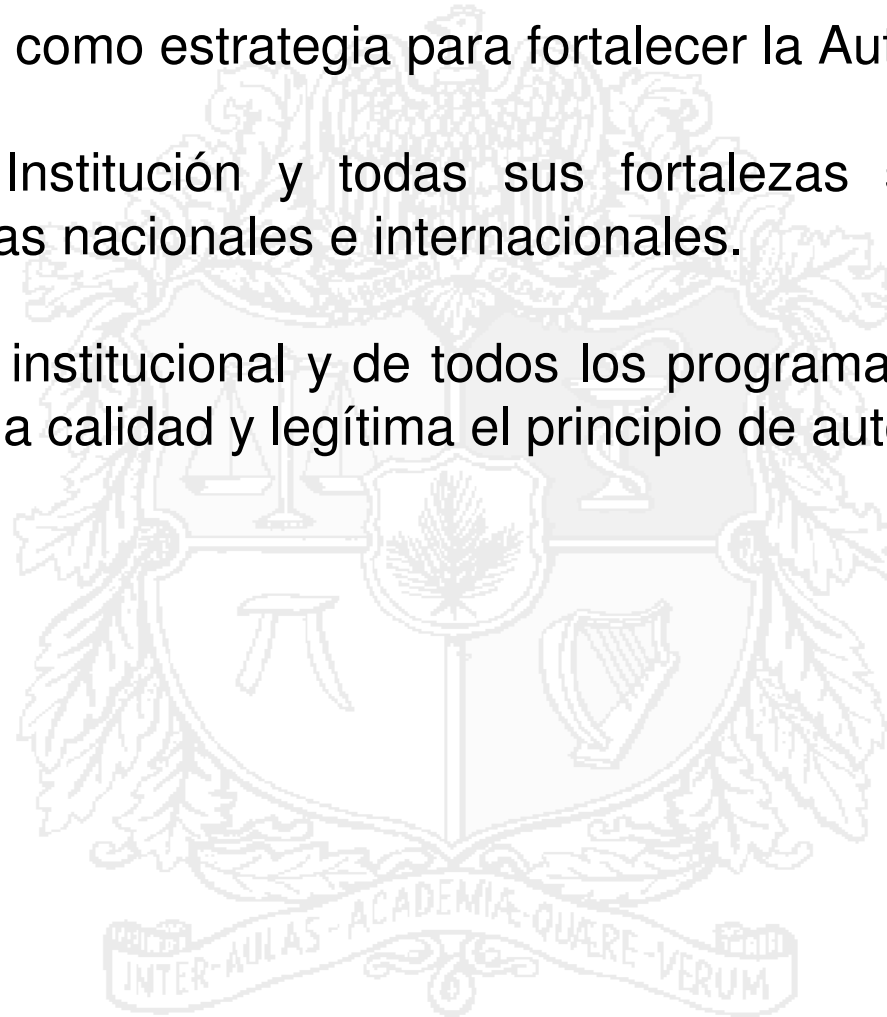 como estrategia para fortalecer la Aut
Institución y todas sus fortalezas s
as nacionales e internacionales.
institucional y de todos los programa
a calidad y legítima el principio de aut
INTER-AULAS-ACADEMIÆ-QUÆRE-VERUM